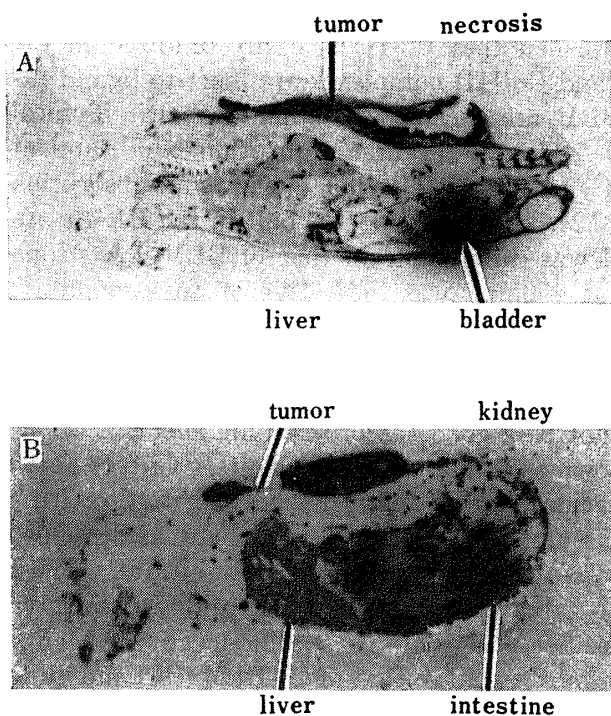 tumor necrosis
A
liver bladder
tumor kidney
B
liver intestine